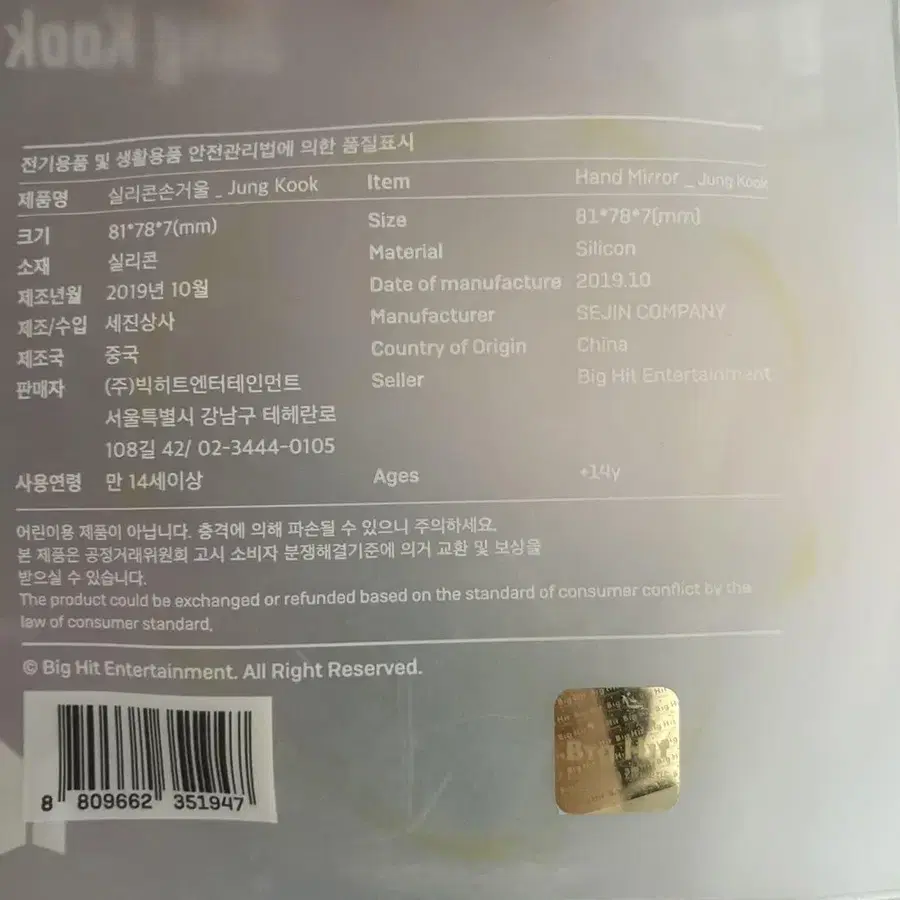 Jung Kook
전기용품 및 생활용품 안전관리법에 의한 품질표시
제품명 실리콘손거울 _ Jung Kook Item Hand Mirror _ Jung Kook
크기 81*78*7(mm) Size 81*78*7(mm)
소재 실리콘 Material Silicon
제조년월 2019년 10월 Date of manufacture 2019.10
제조/수입 세진상사 Manufacturer SEJIN COMPANY
제조국 중국 Country of Origin China
판매자 (주)빅히트엔터테인먼트 Seller Big Hit Entertainment
서울특별시 강남구 테헤란로
108길 42/ 02-3444-0105
사용연령 만 14세이상 Ages +14y
어린이용 제품이 아닙니다. 충격에 의해 파손될 수 있으니 주의하세요.
본 제품은 공정거래위원회 고시 소비자 분쟁해결기준에 의거 교환 및 보상을
받으실 수 있습니다.
The product could be exchanged or refunded based on the standard of consumer conflict by the
law of consumer standard,
© Big Hit Entertainment. All Right Reserved.
8 809662 351947
Big Hit